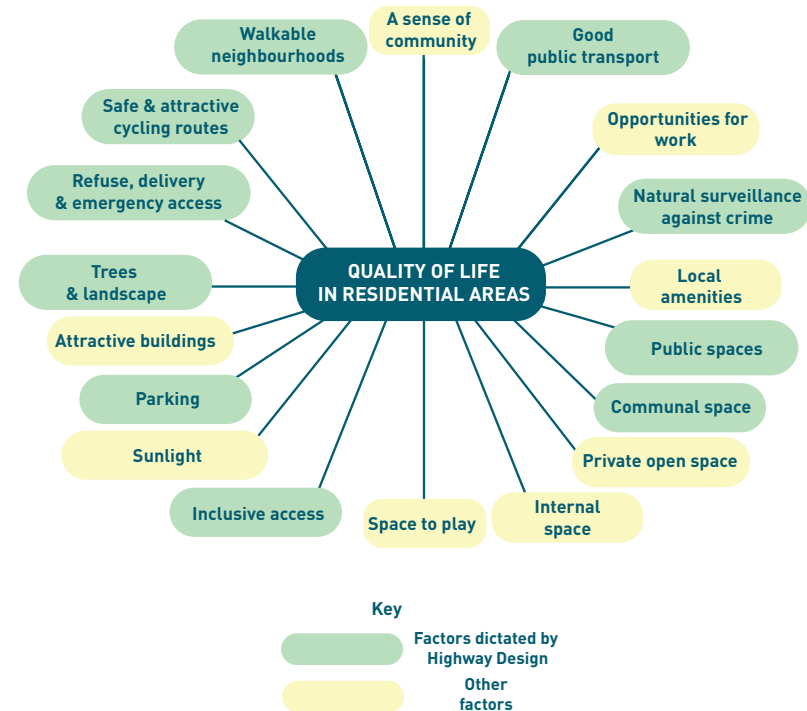 A sense of
community
Good
public transport
Walkable
neighbourhoods
Opportunities for
work
Safe & attractive
cycling routes
Natural surveillance
against crime
Refuse, delivery
& emergency access
QUALITY OF LIFE
IN RESIDENTIAL AREAS
Local
amenities
Trees
& landscape
Public spaces
Attractive buildings
Communal space
Parking
Private open space
Sunlight
Internal
space
Inclusive access
Space to play
Key
Factors dictated by
Highway Design
Other
factors